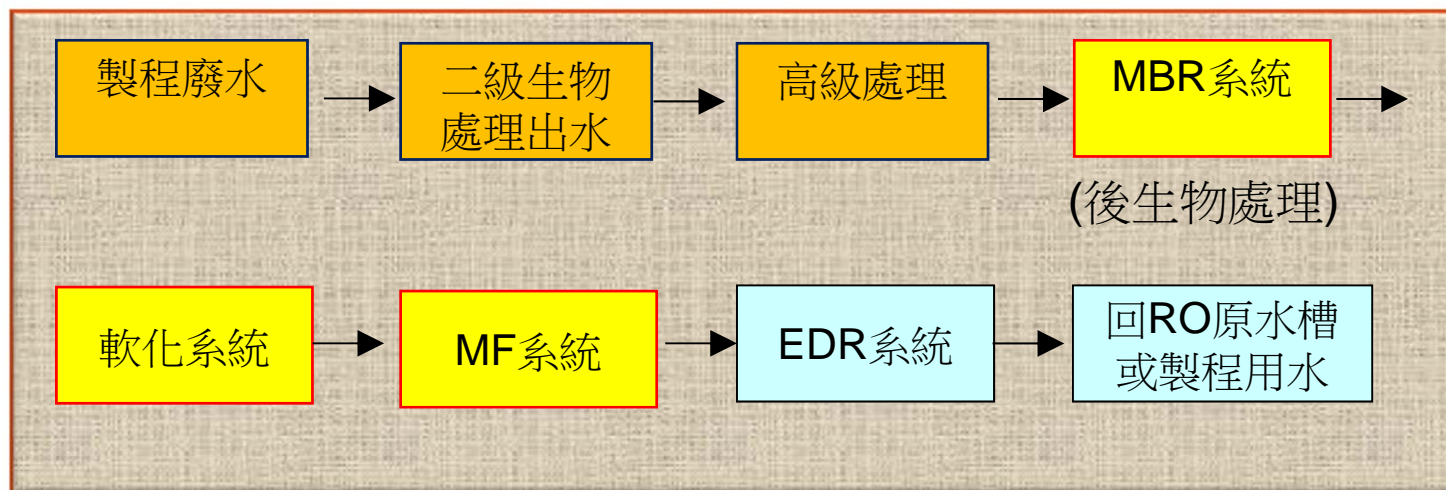 製程廢水
二級生物
處理出水
高級處理
MBR系統
(後生物處理)
軟化系統
MF系統
EDR系統
回RO原水槽
或製程用水